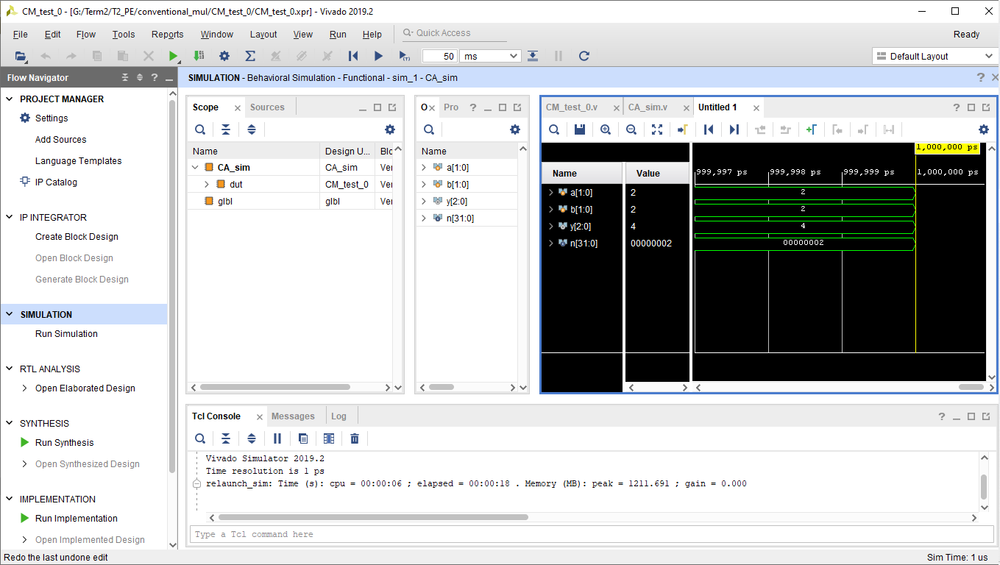 CM_test_0 - [G:/Term2/T2_PE/conventional_mul/CM_test_0/CM_test_0.xpr] - Vivado 2019.2
File Edit Flow Tools Reports Window Layout View Run Help Quick Access Ready
50 ms Default Layout
Flow Navigator
PROJECT MANAGER
Settings
Add Sources
Language Templates
IP Catalog
IP INTEGRATOR
Create Block Design
Open Block Design
Generate Block Design
SIMULATION
Run Simulation
RTL ANALYSIS
Open Elaborated Design
SYNTHESIS
Run Synthesis
Open Synthesized Design
IMPLEMENTATION
Run Implementation
Open Implemented Design
SIMULATION - Behavioral Simulation - Functional - sim_1 - CA_sim
Scope Sources
Name Design U... Blo
CA_sim CA_sim Ver
dut CM_test_0 Ver
glbl glbl Ver
O Pro
Name
a[1:0]
b[1:0]
y[2:0]
n[31:0]
CM_test_0.v CA_sim.v Untitled 1
1,000,000 ps
Name Value 999,997 ps 999,998 ps 999,999 ps 1,000,000 ps
a[1:0] 2 2
b[1:0] 2 2
y[2:0] 4 4
n[31:0] 00000002 00000002
Tcl Console Messages Log
Vivado Simulator 2019.2
Time resolution is 1 ps
relaunch_sim: Time (s): cpu = 00:00:06 ; elapsed = 00:00:18 . Memory (MB): peak = 1211.691 ; gain = 0.000
Type a Tcl command here
Redo the last undone edit Sim Time: 1 us